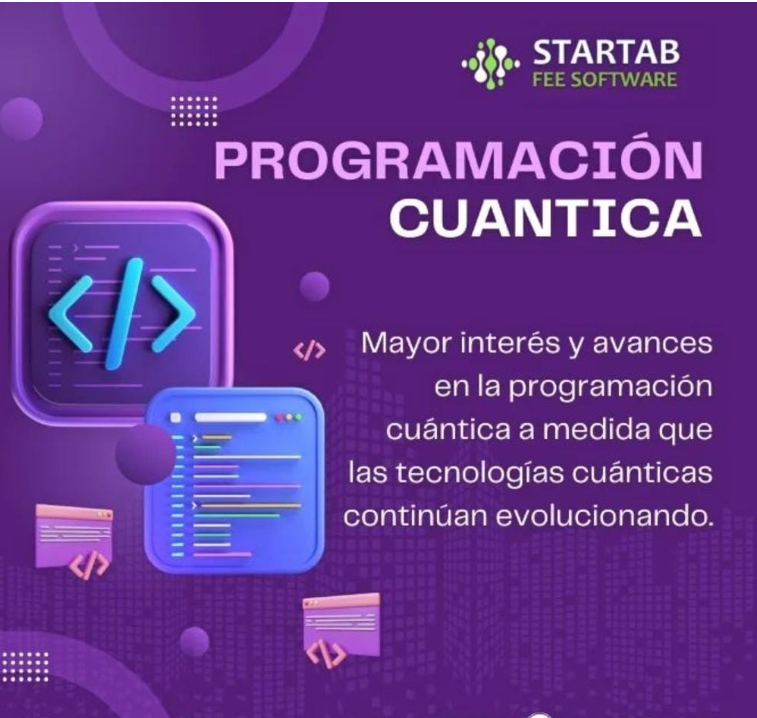 STARTAB
FEE SOFTWARE
PROGRAMACIÓN
CUANTICA
Mayor interés y avances
en la programación
cuántica a medida que
las tecnologías cuánticas
continúan evolucionando.